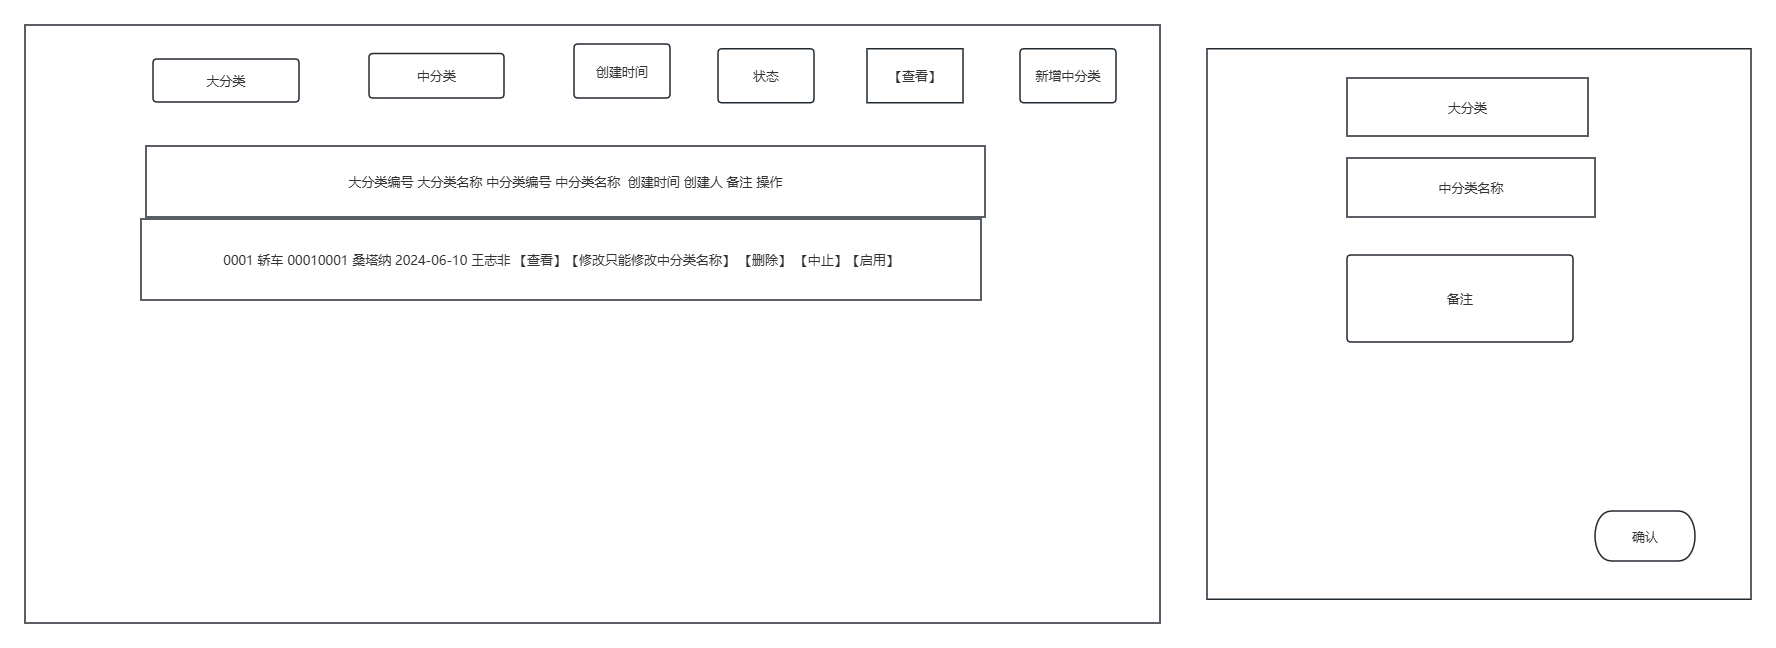 大分类
中分类
创建时间
状态
【查看】
新增中分类
大分类编号 大分类名称 中分类编号 中分类名称  创建时间 创建人 备注 操作
0001 轿车 00010001 桑塔纳 2024-06-10 王志非 【查看】【修改只能修改中分类名称】 【删除】 【中止】【启用】
大分类
中分类名称
备注
确认